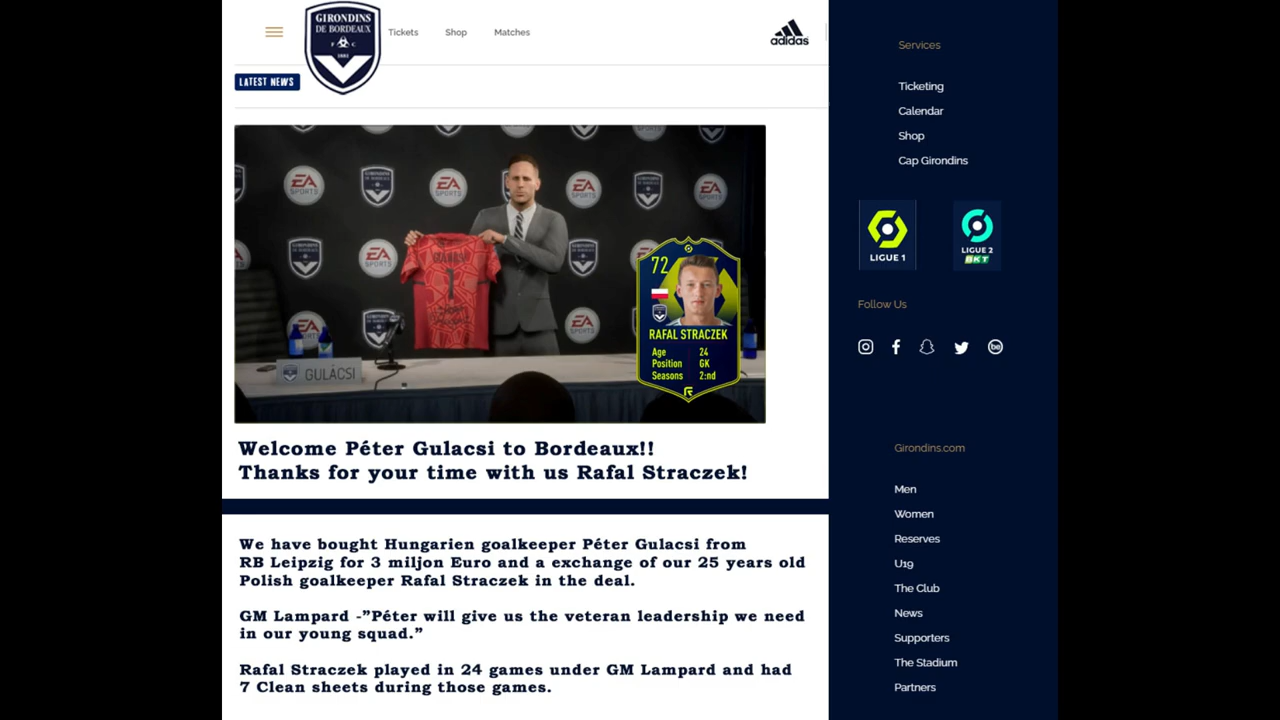 GIRONDINS
DE BORDEAUX
F C
1881
Tickets
Shop
Matches
adidas
LATEST NEWS
EA
SPORTS
GULÁCSI
1
GULÁCSI
72
RAFAL STRACZEK
Age 24
Position GK
Seasons 2:nd
Welcome Péter Gulacsi to Bordeaux!!
Thanks for your time with us Rafal Straczek!
We have bought Hungarien goalkeeper Péter Gulacsi from
RB Leipzig for 3 miljon Euro and a exchange of our 25 years old
Polish goalkeeper Rafal Straczek in the deal.
GM Lampard -”Péter will give us the veteran leadership we need
in our young squad.”
Rafal Straczek played in 24 games under GM Lampard and had
7 Clean sheets during those games.
Services
Ticketing
Calendar
Shop
Cap Girondins
LIGUE 1
LIGUE 2
BKT
Follow Us
Girondins.com
Men
Women
Reserves
U19
The Club
News
Supporters
The Stadium
Partners